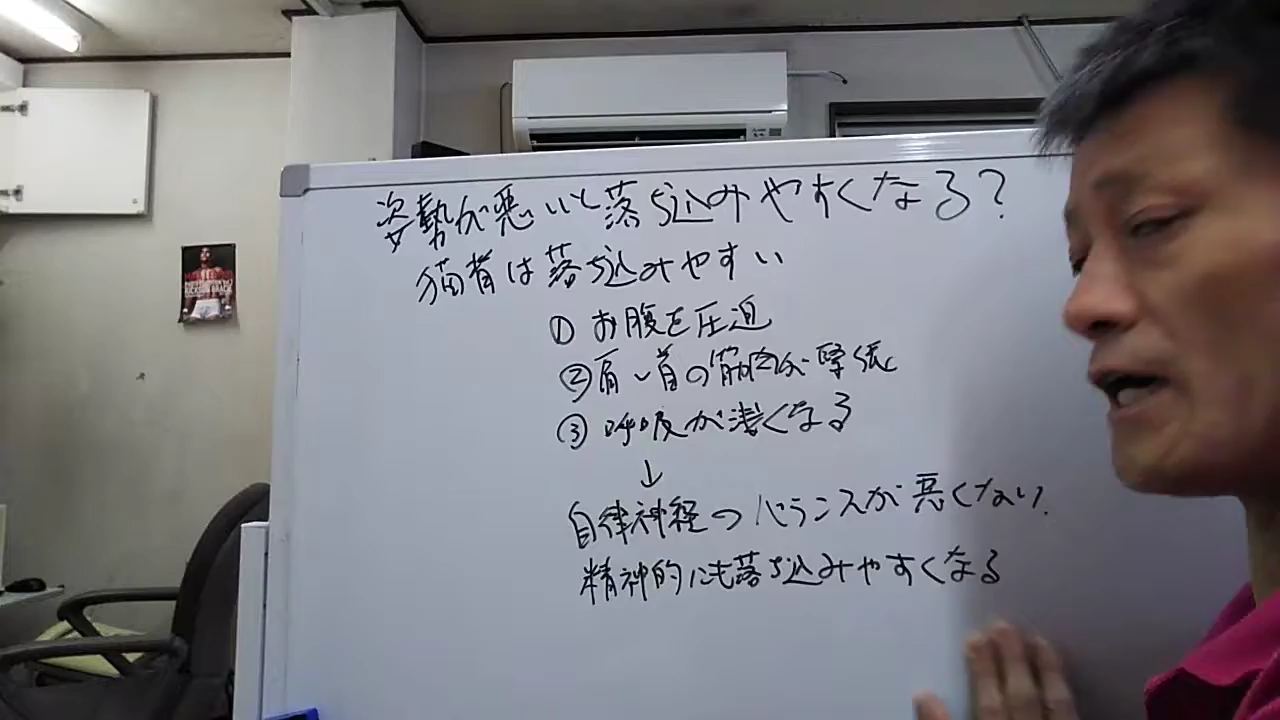 姿勢が悪いと落ち込みやすくなる?
猫背は落ち込みやすい
① お腹を圧迫
② 肩、首の筋肉が緊張
③ 呼吸が浅くなる
↓
自律神経のバランスが悪くなり、
精神的にも落ち込みやすくなる